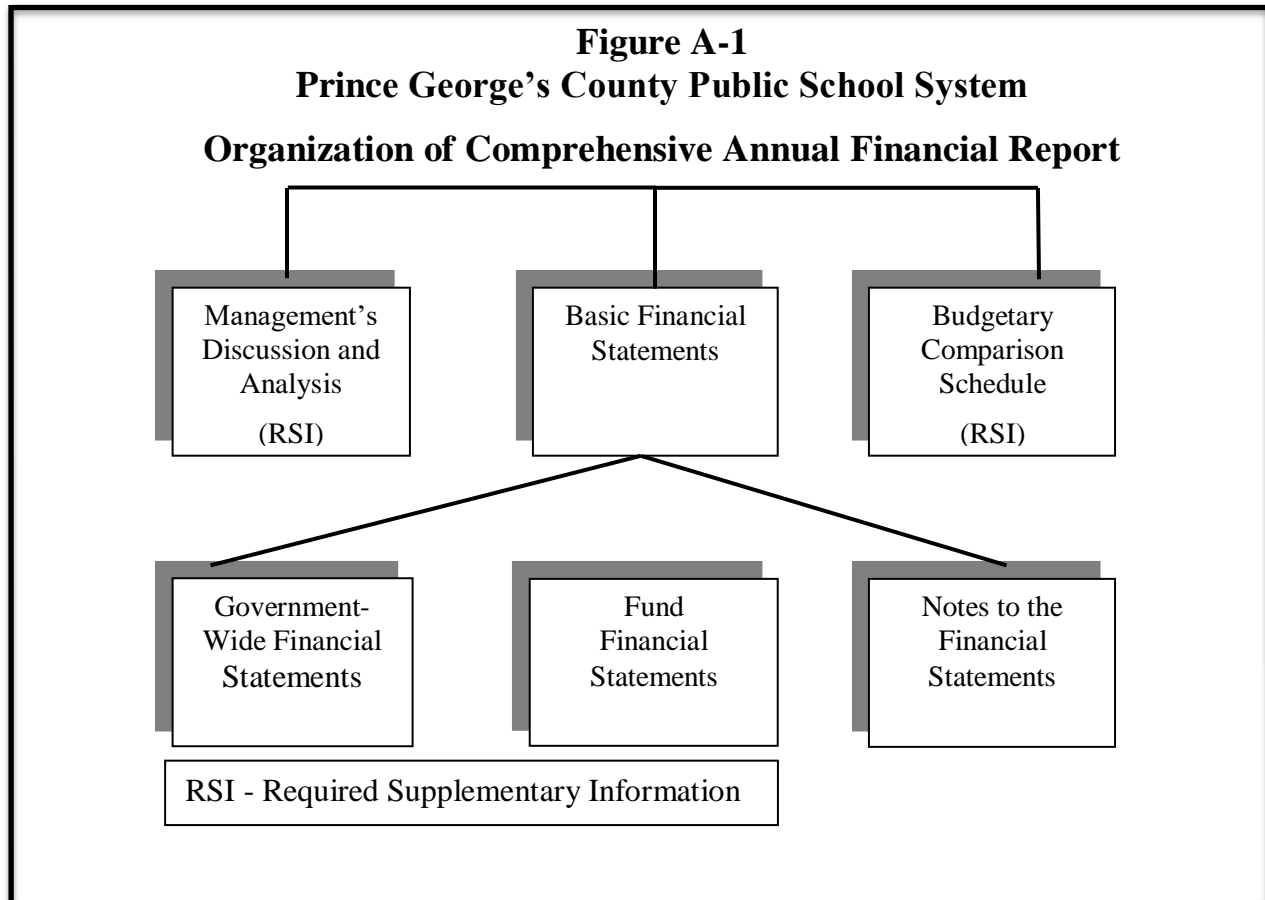 Figure A-1
Prince George’s County Public School System
Organization of Comprehensive Annual Financial Report
Management’s
Discussion and
Analysis
(RSI)
Basic Financial
Statements
Budgetary
Comparison
Schedule
(RSI)
Government-
Wide Financial
Statements
Fund
Financial
Statements
Notes to the
Financial
Statements
RSI - Required Supplementary Information